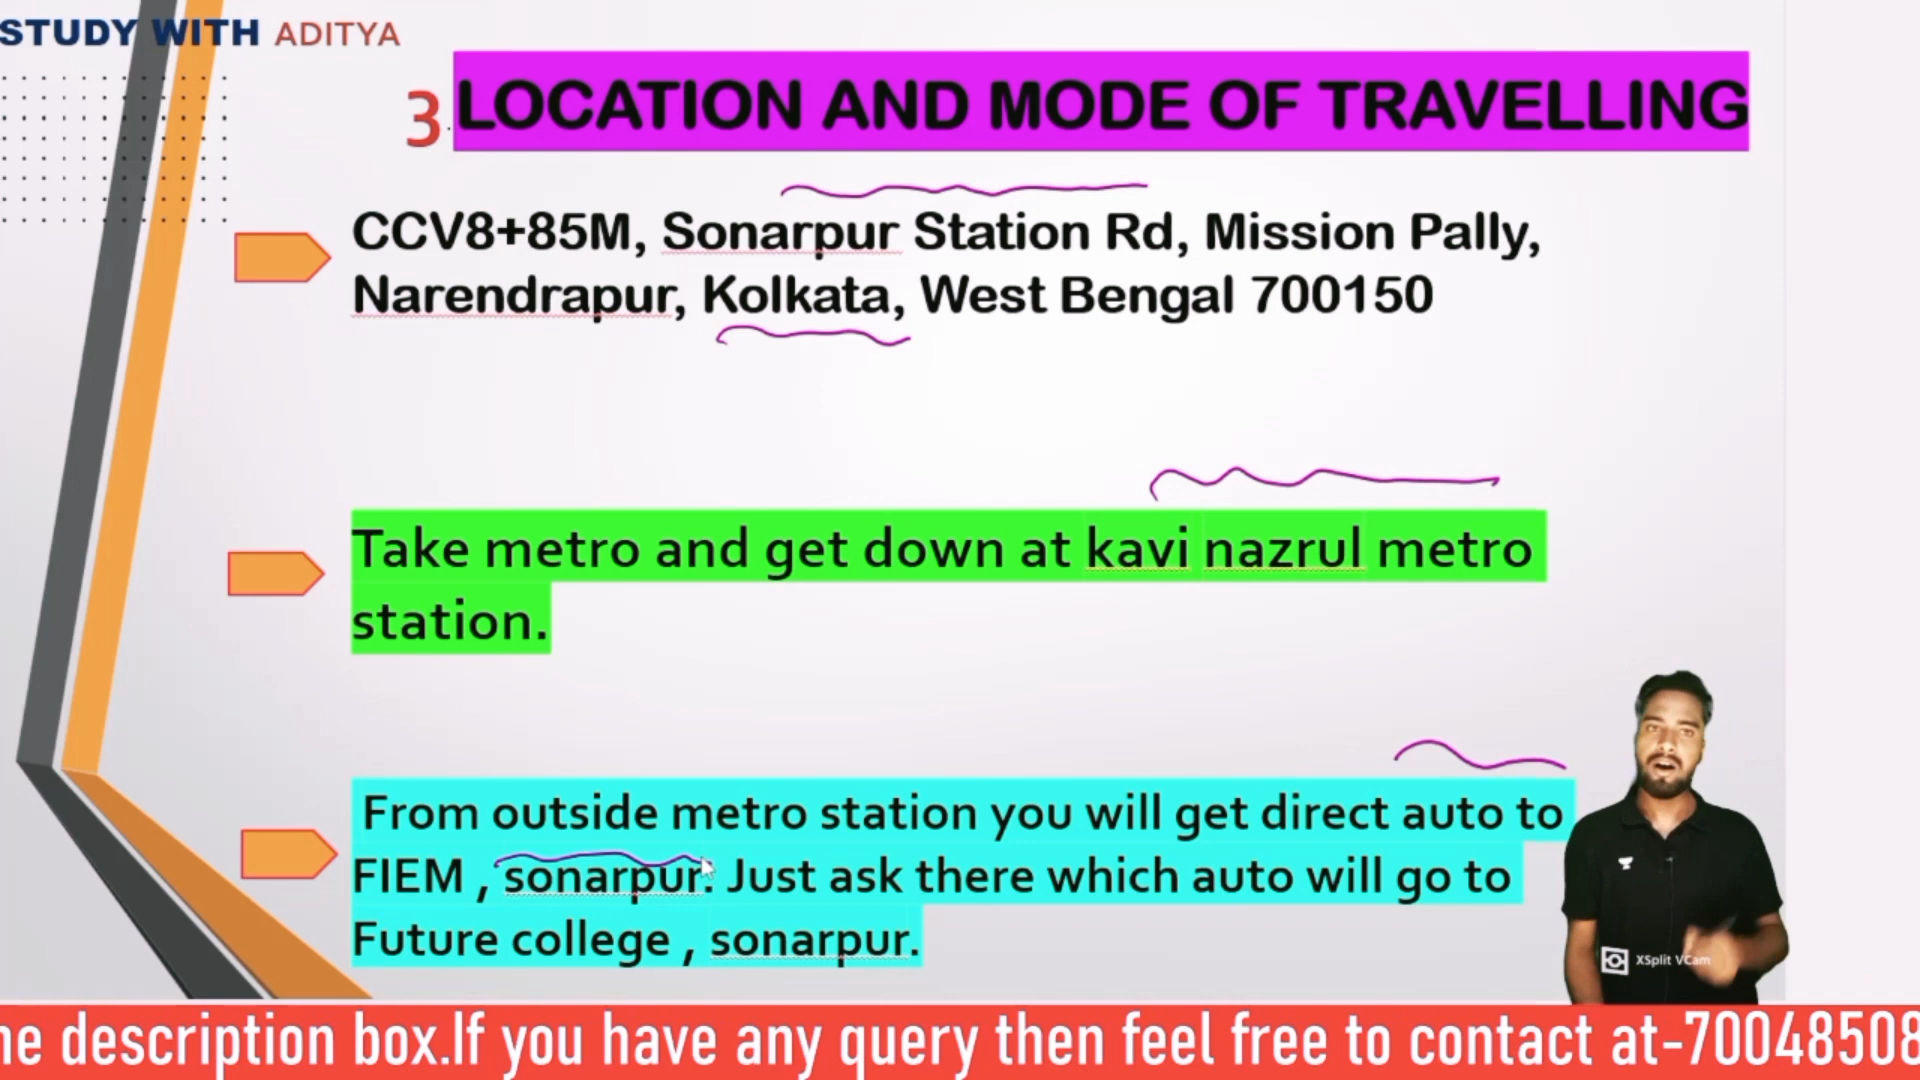 STUDY WITH ADITYA
3. LOCATION AND MODE OF TRAVELLING
CCV8+85M, Sonarpur Station Rd, Mission Pally,
Narendrapur, Kolkata, West Bengal 700150
Take metro and get down at kavi nazrul metro
station.
From outside metro station you will get direct auto to
FIEM , sonarpur. Just ask there which auto will go to
Future college , sonarpur.
XSplit VCam
he description box.If you have any query then feel free to contact at-70048508